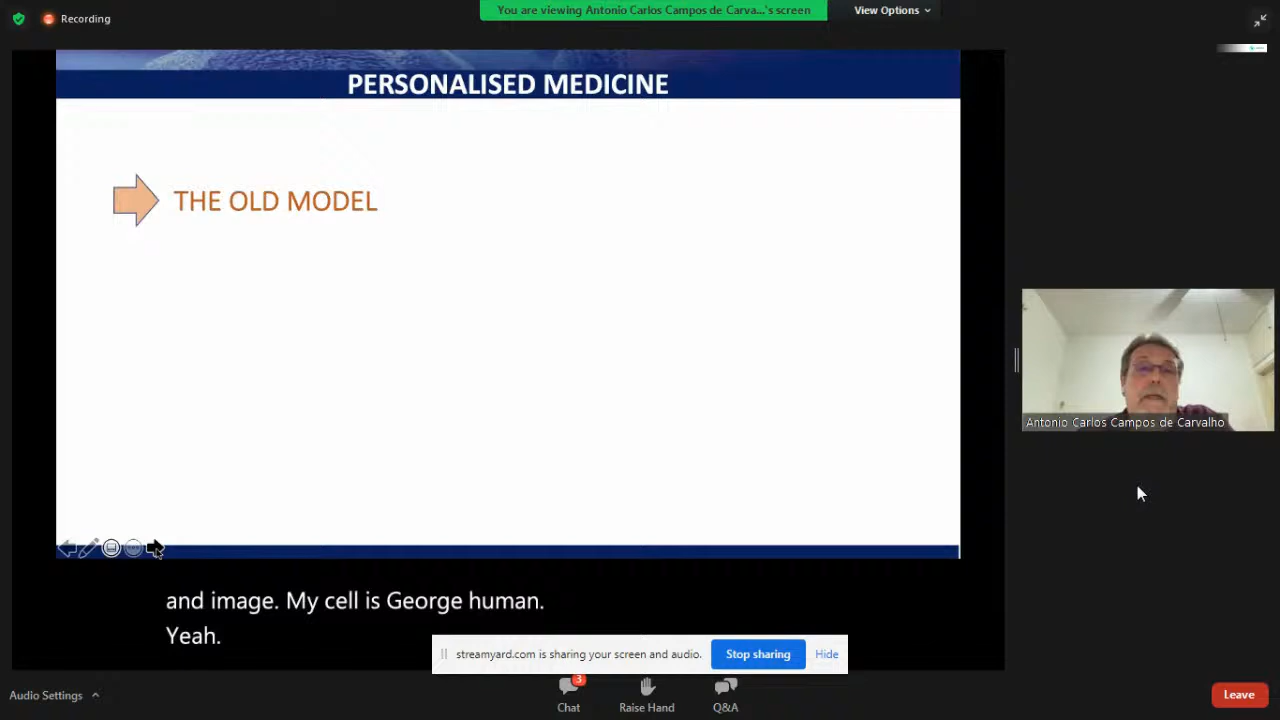 Recording
You are viewing Antonio Carlos Campos de Carva...'s screen
View Options
PERSONALISED MEDICINE
THE OLD MODEL
Antonio Carlos Campos de Carvalho
and image. My cell is George human.
Yeah.
streamyard.com is sharing your screen and audio.
Stop sharing
Hide
Audio Settings
3
Chat
Raise Hand
Q&A
Leave